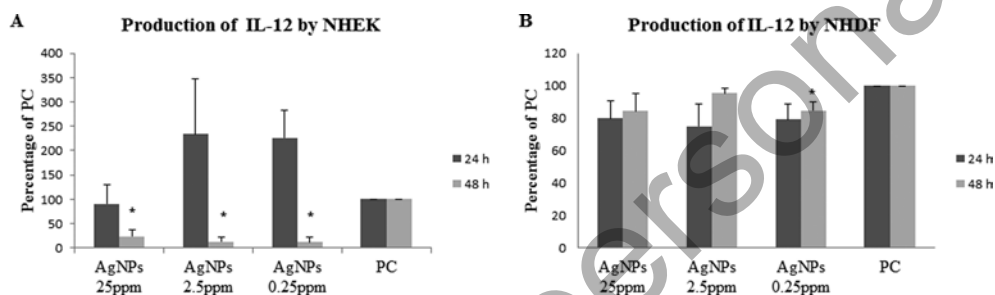 A
Production of IL-12 by NHEK
Percentage of PC
400
350
300
250
200
150
100
50
0
*
*
*
AgNPs
25ppm
AgNPs
2.5ppm
AgNPs
0.25ppm
PC
24 h
48 h
B
Production of IL-12 by NHDF
Percentage of PC
120
100
80
60
40
20
0
*
AgNPs
25ppm
AgNPs
2.5ppm
AgNPs
0.25ppm
PC
24 h
48 h
persona